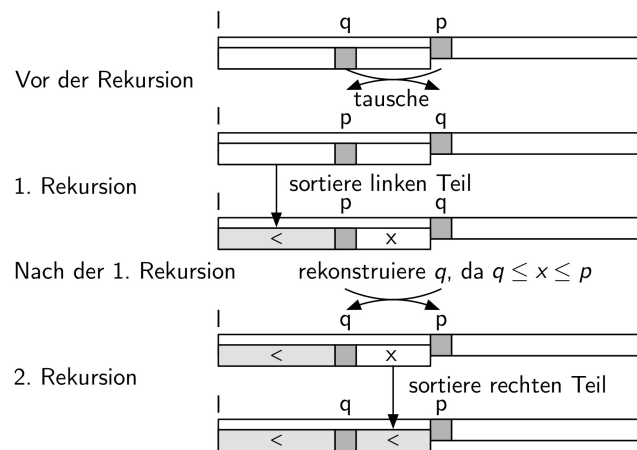 l q p
Vor der Rekursion
tausche
p q
1. Rekursion
sortiere linken Teil
l p q
< x
Nach der 1. Rekursion
rekonstruiere q, da q ≤ x ≤ p
l q p
< x
2. Rekursion
sortiere rechten Teil
l q p
< <